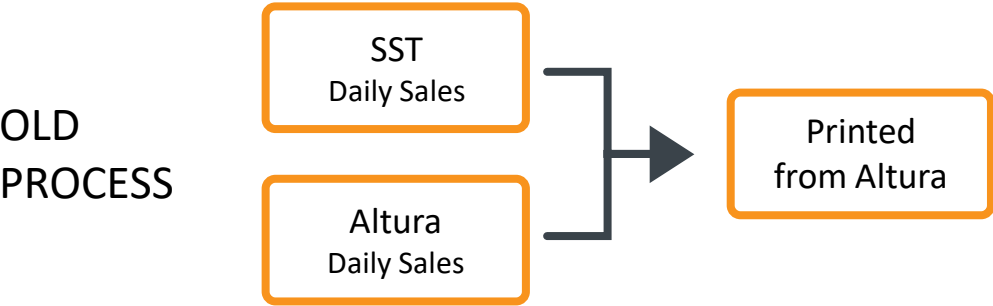 OLD
PROCESS
SST
Daily Sales
Altura
Daily Sales
Printed
from Altura